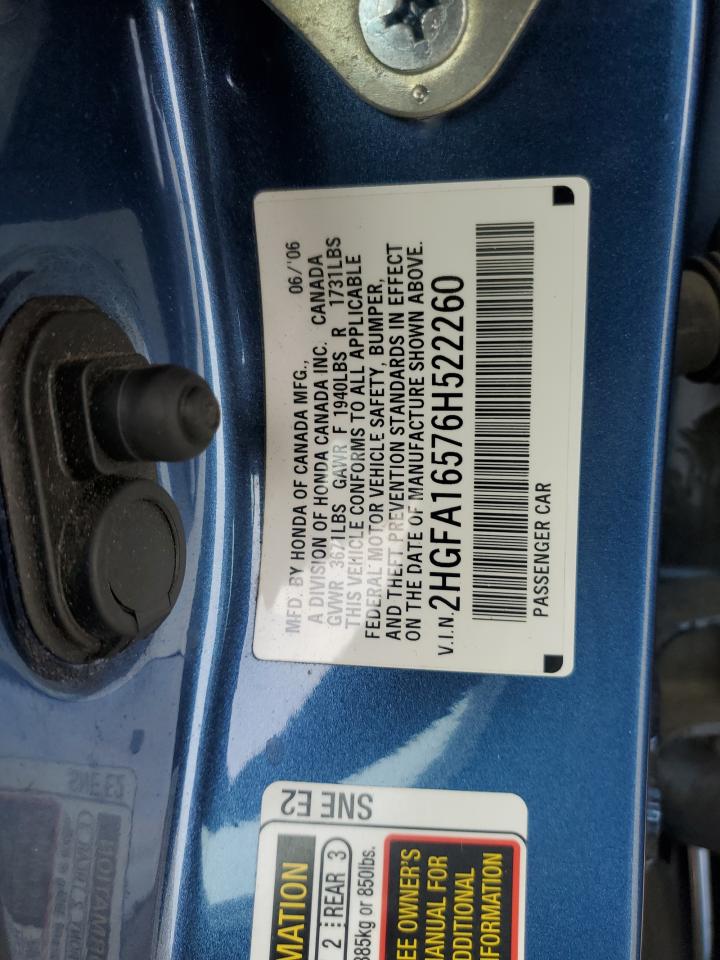 MFD. BY HONDA OF CANADA MFG., 06/'06
A DIVISION OF HONDA CANADA INC. CANADA
GVWR 3671LBS GAWR F 1940LBS R 1731LBS
THIS VEHICLE CONFORMS TO ALL APPLICABLE
FEDERAL MOTOR VEHICLE SAFETY, BUMPER,
AND THEFT PREVENTION STANDARDS IN EFFECT
ON THE DATE OF MANUFACTURE SHOWN ABOVE.
V.I.N. 2HGFA16576H522260
PASSENGER CAR
SNE E2
MATION
2 REAR 3
385kg or 850lbs.
EE OWNER'S
ANUAL FOR
DDITIONAL
FORMATION